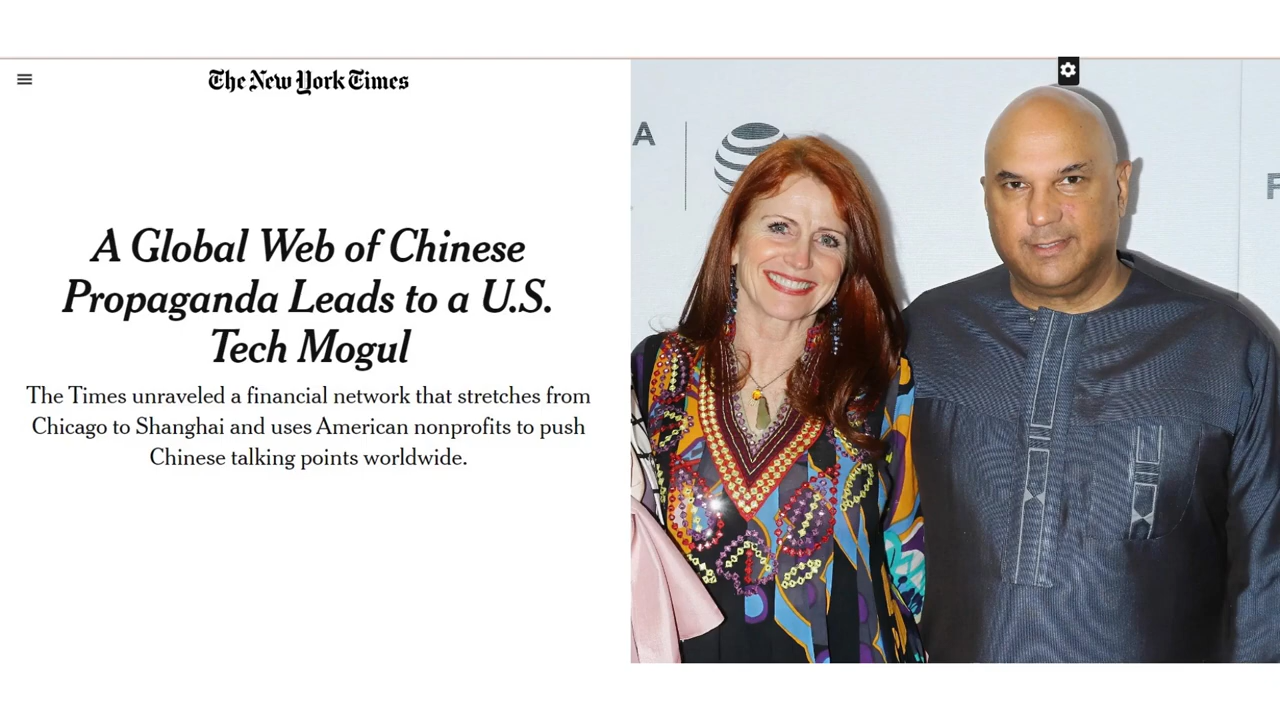 The New York Times
A Global Web of Chinese
Propaganda Leads to a U.S.
Tech Mogul
The Times unraveled a financial network that stretches from
Chicago to Shanghai and uses American nonprofits to push
Chinese talking points worldwide.
A
F